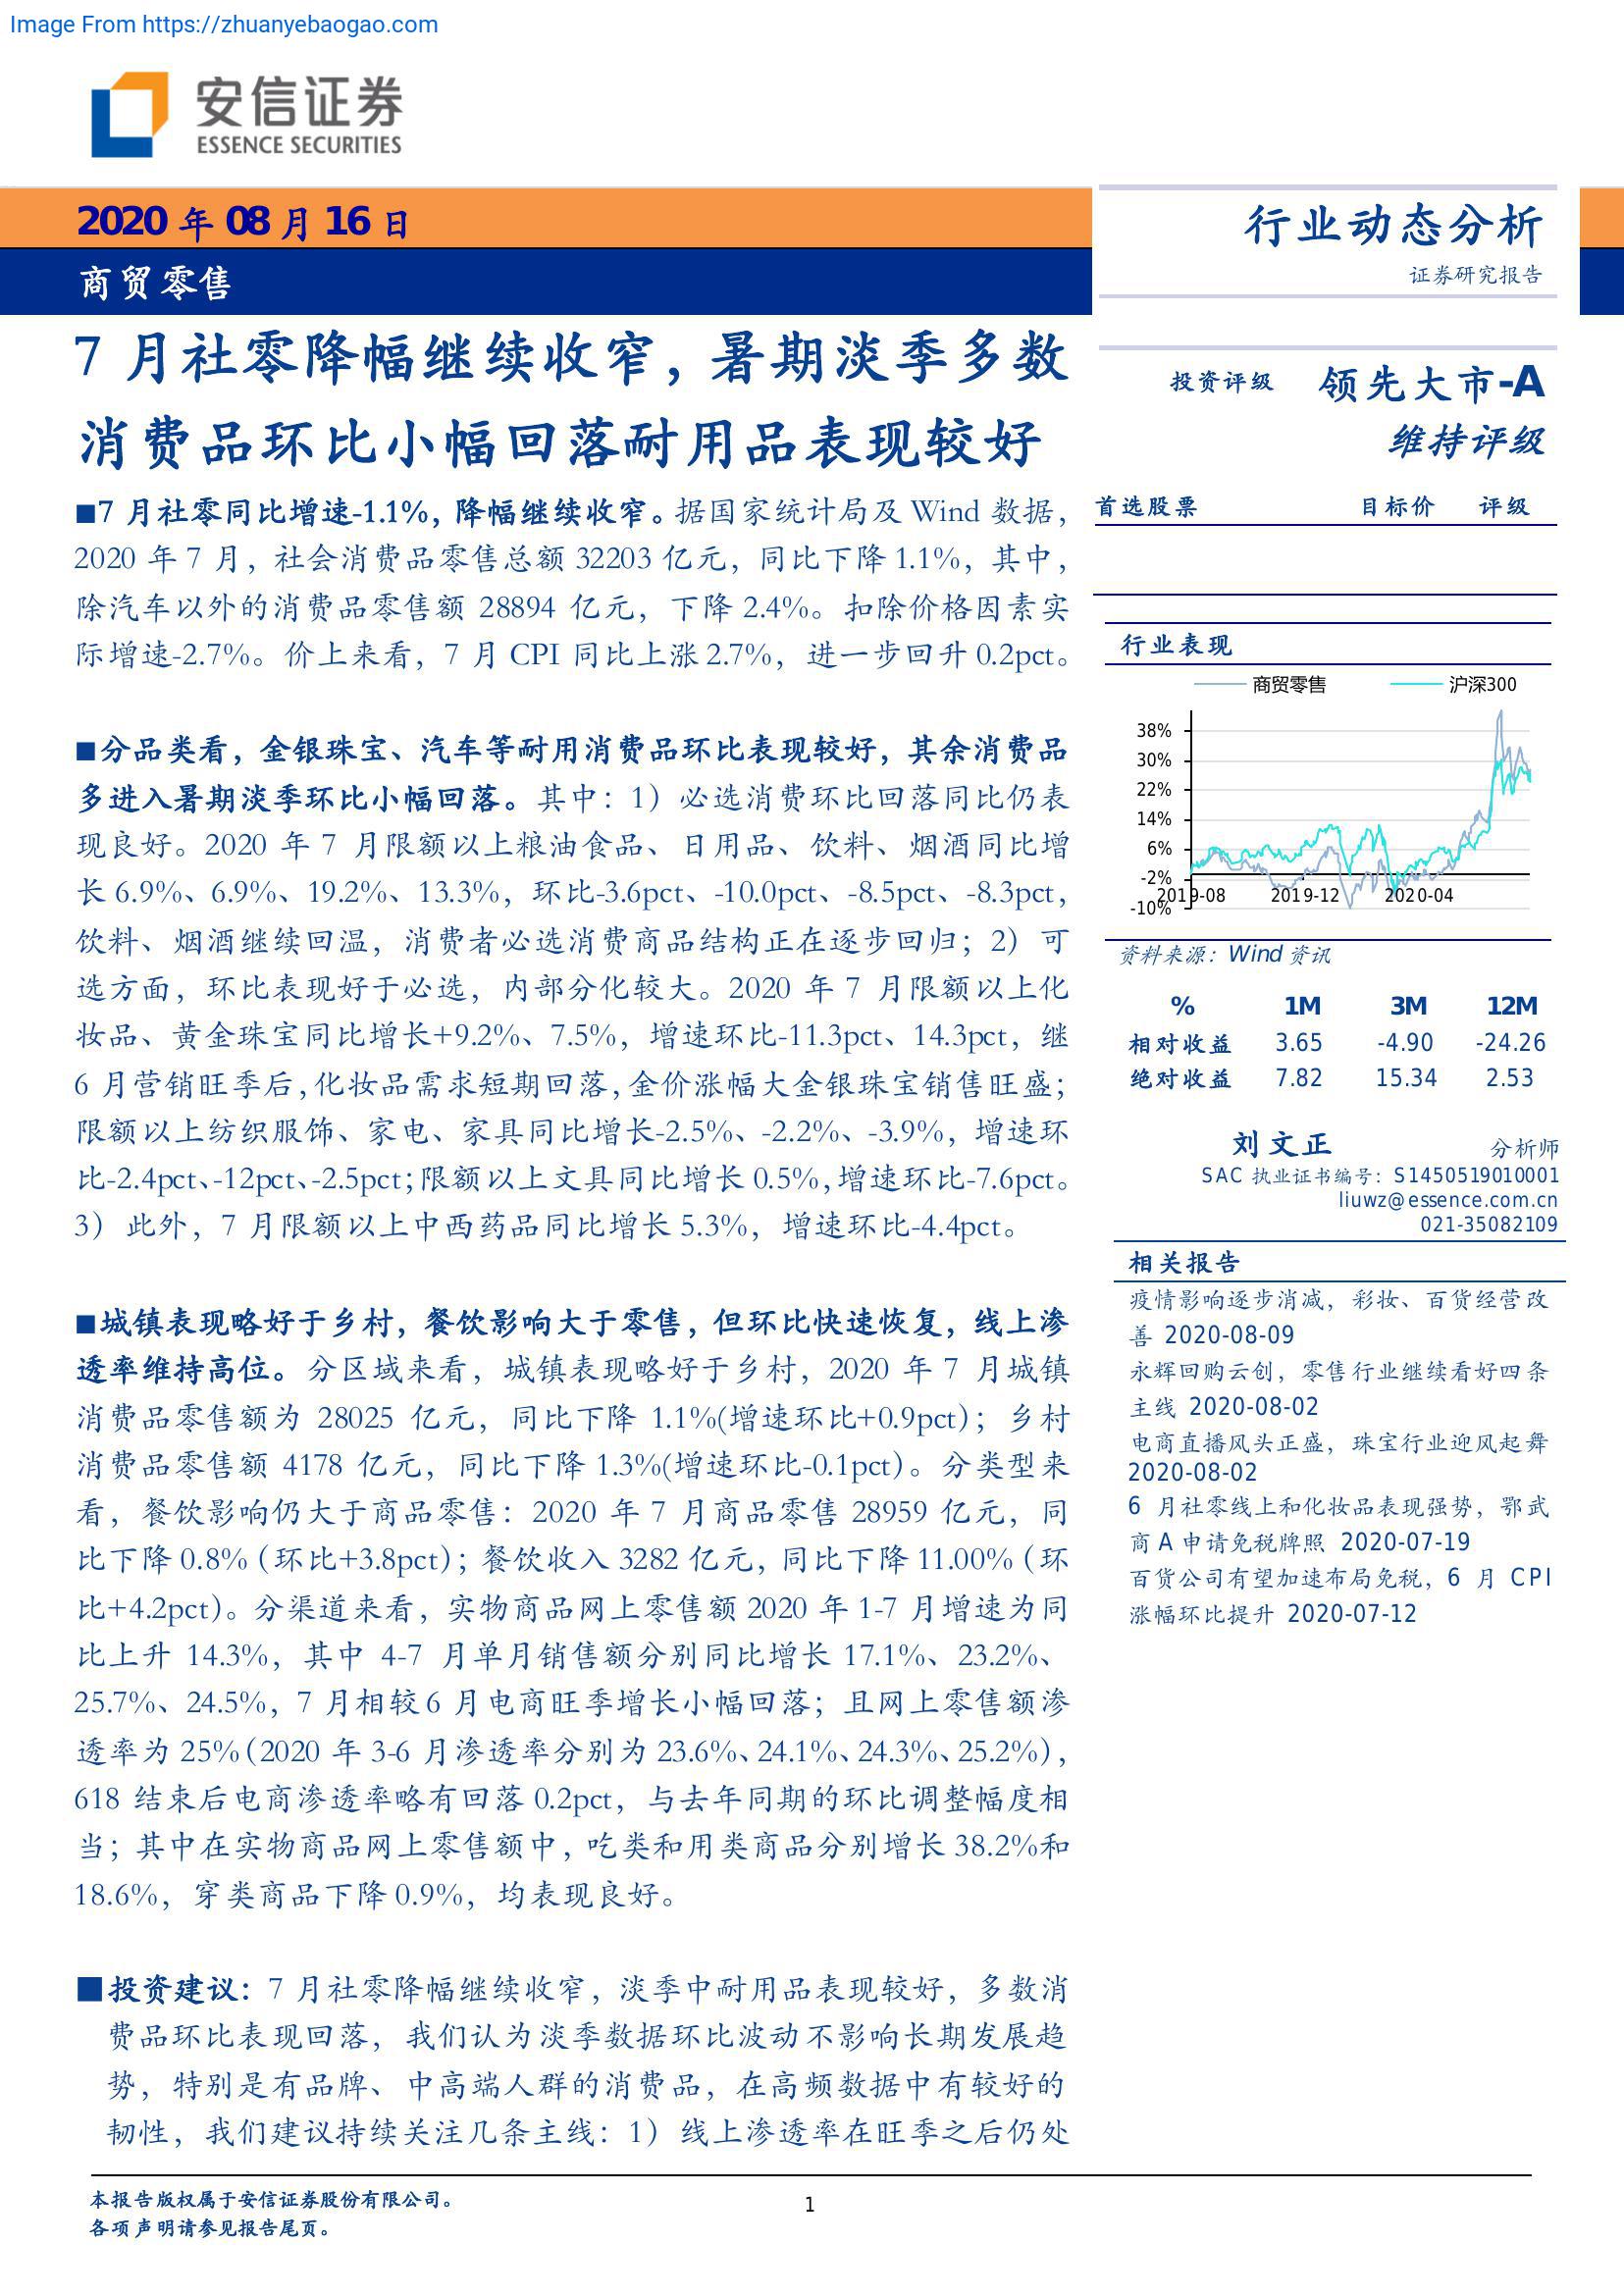 Image From https://zhuanyebaogao.com
安信证券
ESSENCE SECURITIES
2020 年 08 月 16 日
商贸零售
行业动态分析
证券研究报告
7 月社零降幅继续收窄，暑期淡季多数
消费品环比小幅回落耐用品表现较好
■7 月社零同比增速-1.1%，降幅继续收窄。据国家统计局及 Wind 数据，
2020 年 7 月，社会消费品零售总额 32203 亿元，同比下降 1.1%，其中，
除汽车以外的消费品零售额 28894 亿元，下降 2.4%。扣除价格因素实
际增速-2.7%。价上来看，7 月 CPI 同比上涨 2.7%，进一步回升 0.2pct。
■分品类看，金银珠宝、汽车等耐用消费品环比表现较好，其余消费品
多进入暑期淡季环比小幅回落。其中：1）必选消费环比回落同比仍表
现良好。2020 年 7 月限额以上粮油食品、日用品、饮料、烟酒同比增
长 6.9%、6.9%、19.2%、13.3%，环比-3.6pct、-10.0pct、-8.5pct、-8.3pct，
饮料、烟酒继续回温，消费者必选消费商品结构正在逐步回归；2）可
选方面，环比表现好于必选，内部分化较大。2020 年 7 月限额以上化
妆品、黄金珠宝同比增长+9.2%、7.5%，增速环比-11.3pct、14.3pct，继
6 月营销旺季后，化妆品需求短期回落，金价涨幅大金银珠宝销售旺盛；
限额以上纺织服饰、家电、家具同比增长-2.5%、-2.2%、-3.9%，增速环
比-2.4pct、-12pct、-2.5pct；限额以上文具同比增长 0.5%，增速环比-7.6pct。
3）此外，7 月限额以上中西药品同比增长 5.3%，增速环比-4.4pct。
■城镇表现略好于乡村，餐饮影响大于零售，但环比快速恢复，线上渗
透率维持高位。分区域来看，城镇表现略好于乡村，2020 年 7 月城镇
消费品零售额为 28025 亿元，同比下降 1.1%(增速环比+0.9pct)；乡村
消费品零售额 4178 亿元，同比下降 1.3%(增速环比-0.1pct)。分类型来
看，餐饮影响仍大于商品零售：2020 年 7 月商品零售 28959 亿元，同
比下降 0.8%（环比+3.8pct)；餐饮收入 3282 亿元，同比下降 11.00%（环
比+4.2pct)。分渠道来看，实物商品网上零售额 2020 年 1-7 月增速为同
比上升 14.3%，其中 4-7 月单月销售额分别同比增长 17.1%、23.2%、
25.7%、24.5%，7 月相较 6 月电商旺季增长小幅回落；且网上零售额渗
透率为 25%（2020 年 3-6 月渗透率分别为 23.6%、24.1%、24.3%、25.2%），
618 结束后电商渗透率略有回落 0.2pct，与去年同期的环比调整幅度相
当；其中在实物商品网上零售额中，吃类和用类商品分别增长 38.2%和
18.6%，穿类商品下降 0.9%，均表现良好。
■投资建议：7 月社零降幅继续收窄，淡季中耐用品表现较好，多数消
费品环比表现回落，我们认为淡季数据环比波动不影响长期发展趋
势，特别是有品牌、中高端人群的消费品，在高频数据中有较好的
韧性，我们建议持续关注几条主线：1）线上渗透率在旺季之后仍处
投资评级 领先大市-A
维持评级
首选股票 目标价 评级
行业表现
商贸零售 沪深300
38%
30%
22%
14%
6%
-2%
-10%
2019-08 2019-12 2020-04
资料来源：Wind 资讯
% 1M 3M 12M
相对收益 3.65 -4.90 -24.26
绝对收益 7.82 15.34 2.53
刘文正 分析师
SAC 执业证书编号：S1450519010001
liuwz@essence.com.cn
021-35082109
相关报告
疫情影响逐步消减，彩妆、百货经营改
善 2020-08-09
永辉回购云创，零售行业继续看好四条
主线 2020-08-02
电商直播风头正盛，珠宝行业迎风起舞
2020-08-02
6 月社零线上和化妆品表现强势，鄂武
商 A 申请免税牌照 2020-07-19
百货公司有望加速布局免税，6 月 CPI
涨幅环比提升 2020-07-12
本报告版权属于安信证券股份有限公司。
各项声明请参见报告尾页。
1